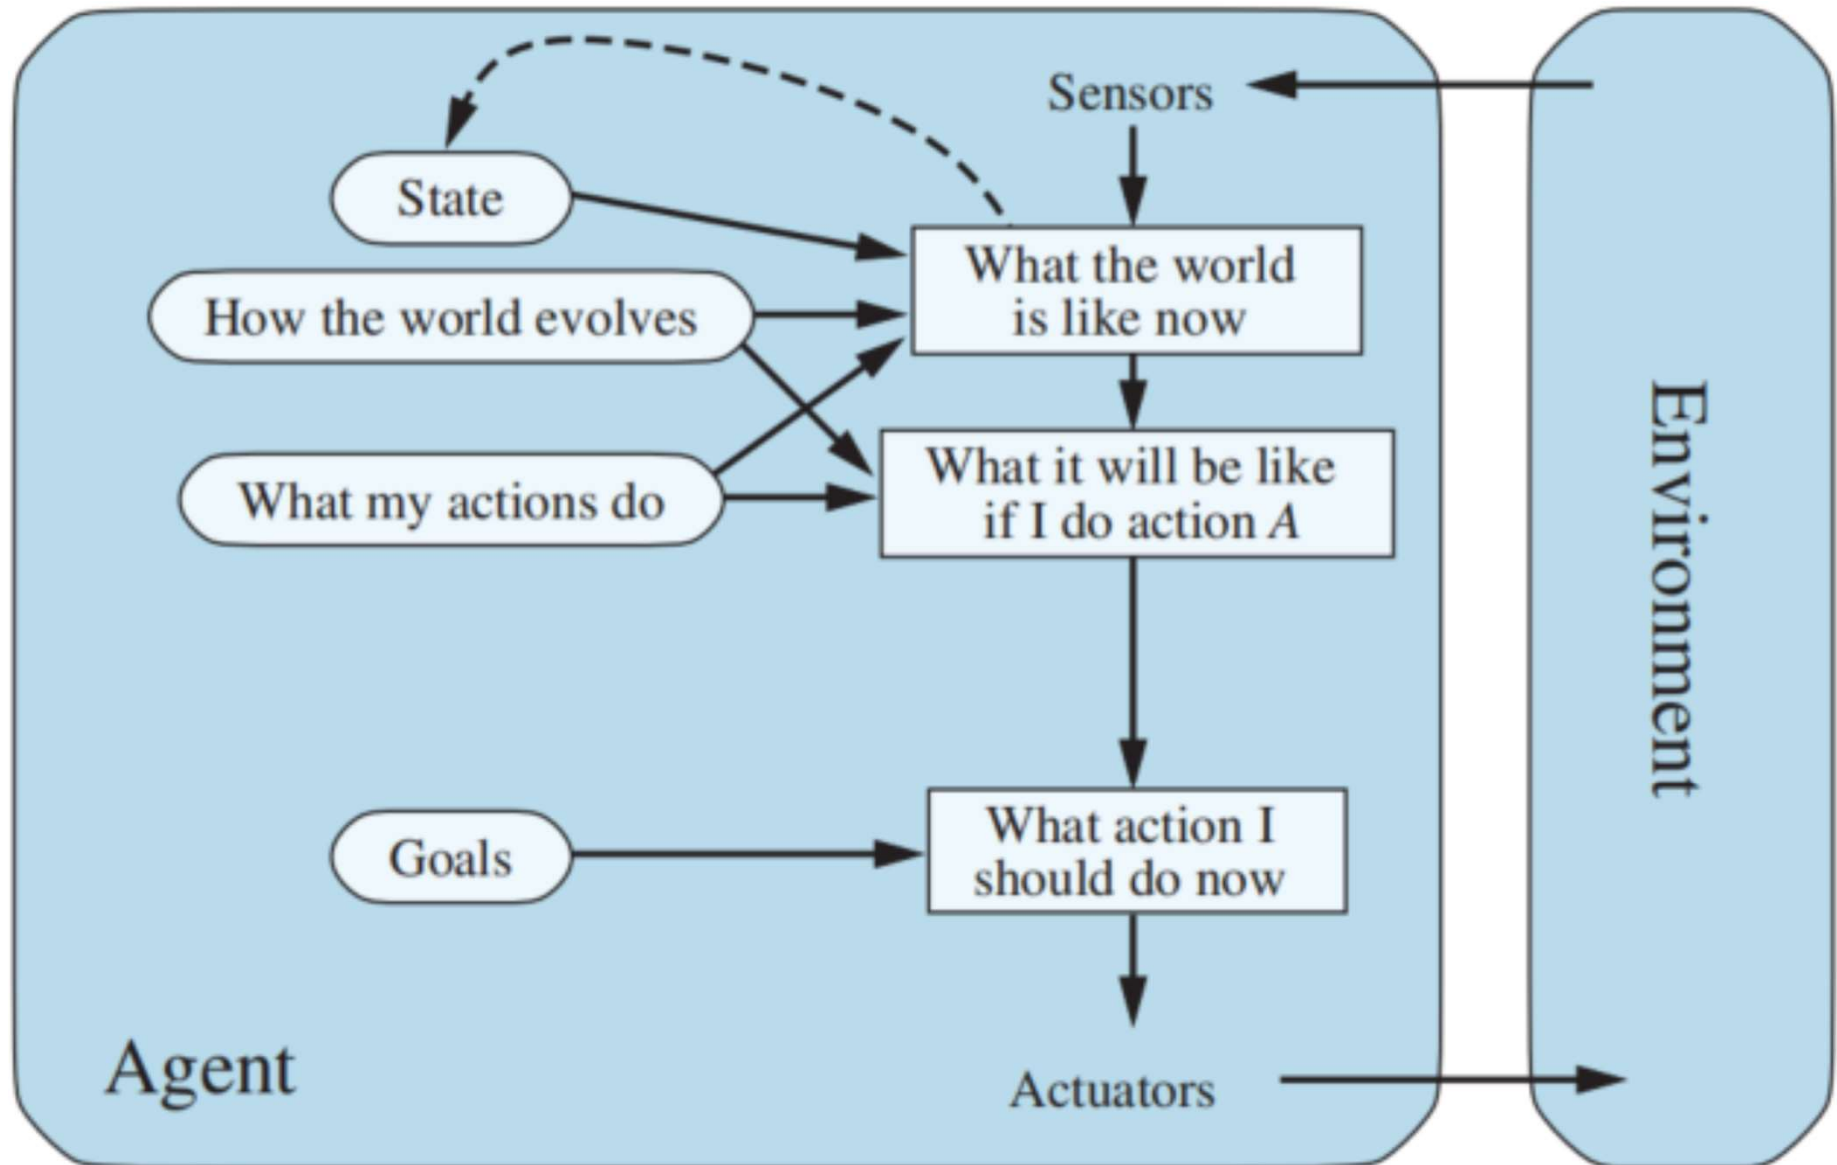 Sensors
State
What the world
is like now
How the world evolves
What my actions do
What it will be like
if I do action A
Goals
What action I
should do now
Agent
Actuators
Environment